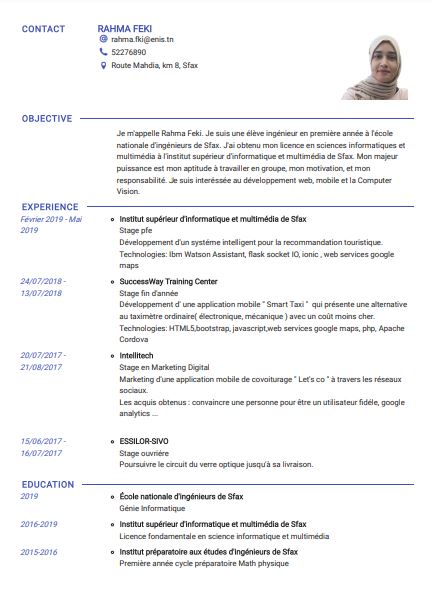 CONTACT
RAHMA FEKI
rahma.fki@enis.tn
52276890
Route Mahdia, km 8, Sfax
OBJECTIVE
Je m'appelle Rahma Feki. Je suis une élève ingénieur en première année à l'école
nationale d'ingénieurs de Sfax. J'ai obtenu mon licence en sciences informatiques et
multimédia à l'institut supérieur d'informatique et multimédia de Sfax. Mon majeur
puissance est mon aptitude à travailler en groupe, mon motivation, et mon
responsabilité. Je suis interéssée au développement web, mobile et la Computer
Vision.
EXPERIENCE
Février 2019 - Mai
2019
Institut supérieur d'informatique et multimédia de Sfax
Stage pfe
Développement d'un systéme intelligent pour la recommandation touristique.
Technologies: Ibm Watson Assistant, flask socket IO, ionic , web services google
maps
24/07/2018 -
13/07/2018
SuccessWay Training Center
Stage fin d'année
Développement d' une application mobile " Smart Taxi " qui présente une alternative
au taximètre ordinaire( électronique, mécanique ) avec un coût moins cher.
Technologies: HTML5,bootstrap, javascript,web services google maps, php, Apache
Cordova
20/07/2017 -
21/08/2017
Intellitech
Stage en Marketing Digital
Marketing d'une application mobile de covoiturage " Let's co " à travers les réseaux
sociaux.
Les acquis obtenus : convaincre une personne pour être un utilisateur fidéle, google
analytics ...
15/06/2017 -
16/07/2017
ESSILOR-SIVO
Stage ouvriére
Poursuivre le circuit du verre optique jusqu'à sa livraison.
EDUCATION
2019
École nationale d'ingénieurs de Sfax
Génie Informatique
2016-2019
Institut supérieur d'informatique et multimédia de Sfax
Licence fondamentale en science informatique et multimédia
2015-2016
Institut préparatoire aux études d'ingénieurs de Sfax
Première année cycle préparatoire Math physique